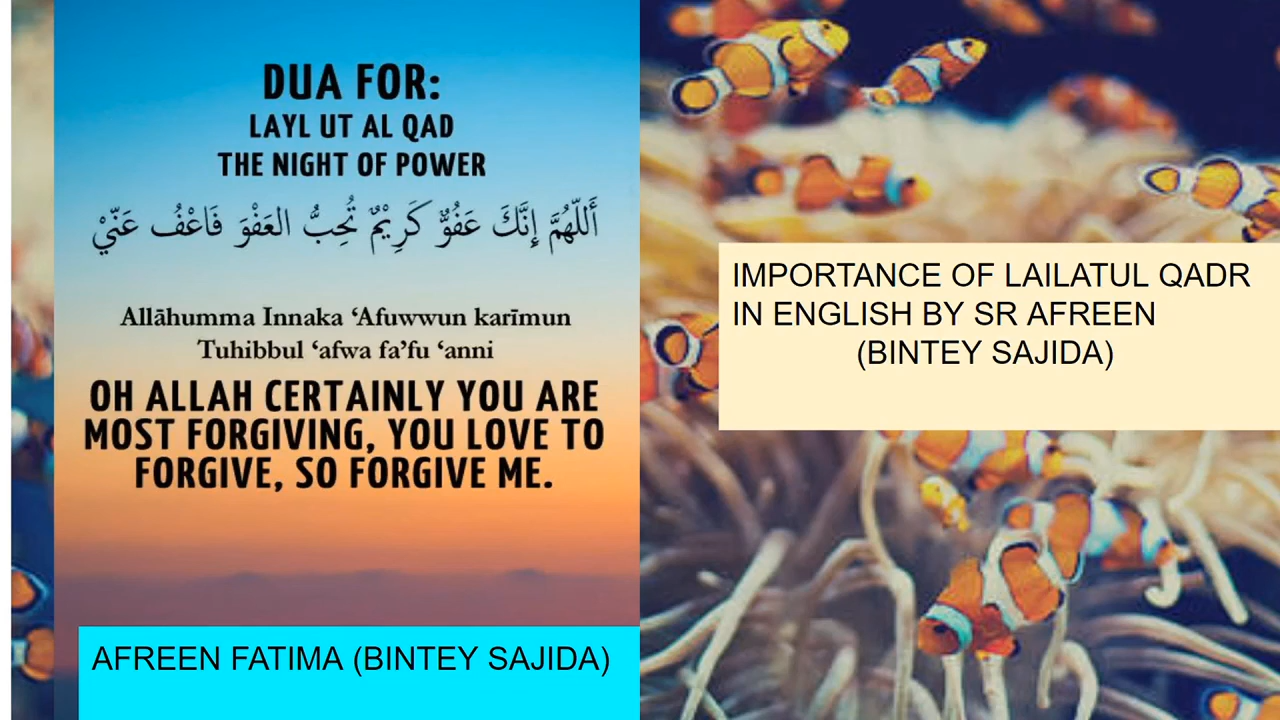 DUA FOR:
LAYL UT AL QAD
THE NIGHT OF POWER
أَللّٰهُمَّ إِنَّكَ عَفُوٌّ كَرِيْمٌ تُحِبُّ العَفْوَ فَاعْفُ عَنّيْ
Allāhumma Innaka ‘Afuwwun karīmun
Tuhibbul ‘afwa fa’fu ‘anni
OH ALLAH CERTAINLY YOU ARE
MOST FORGIVING, YOU LOVE TO
FORGIVE, SO FORGIVE ME.
AFREEN FATIMA (BINTEY SAJIDA)
IMPORTANCE OF LAILATUL QADR
IN ENGLISH BY SR AFREEN
(BINTEY SAJIDA)